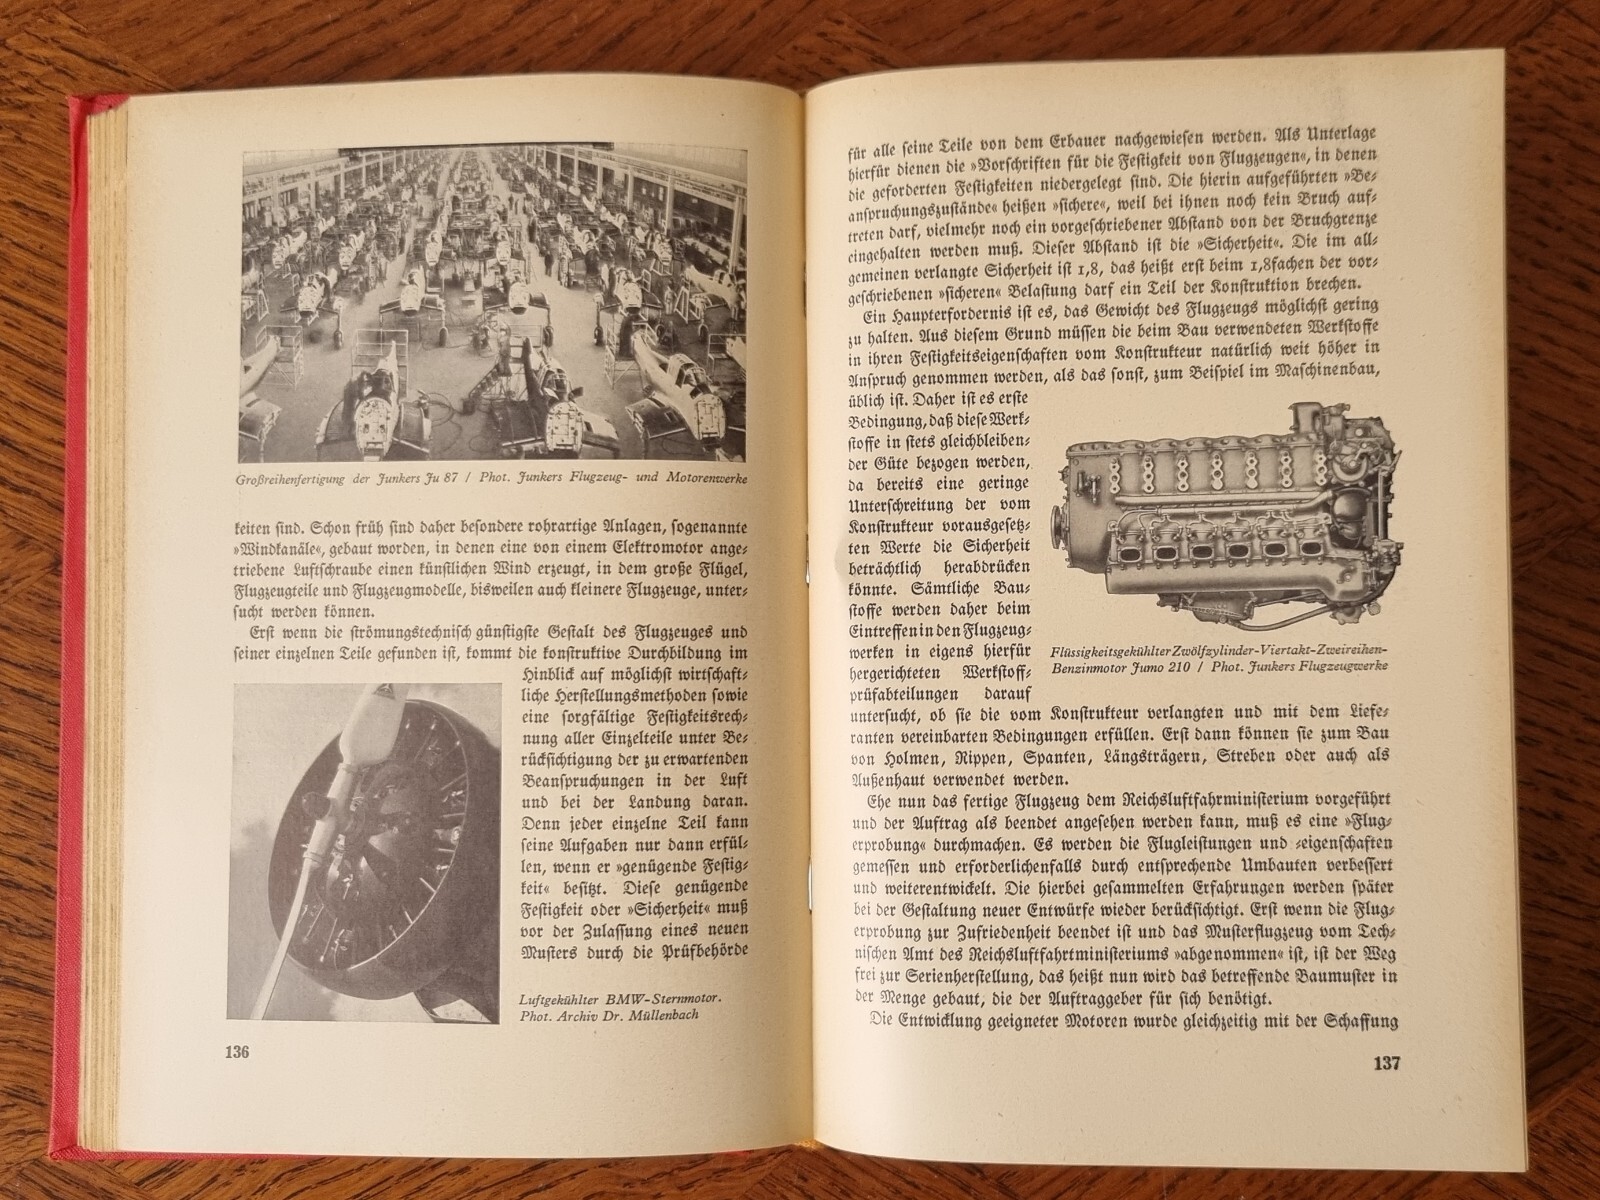 Großreihenfertigung der Junkers Ju 87 / Phot. Junkers Flugzeug- und Motorenwerke
keiten sind. Schon früh sind daher besondere rohrartige Anlagen, sogenannte
»Windkanäle«, gebaut worden, in denen eine von einem Elektromotor ange-
triebene Luftschraube einen künstlichen Wind erzeugt, in dem große Flügel,
Flugzeugteile und Flugzeugmodelle, bisweilen auch kleinere Flugzeuge, unter-
sucht werden können.
Erst wenn die strömungstechnisch günstigste Gestalt des Flugzeuges und
seiner einzelnen Teile gefunden ist, kommt die konstruktive Durchbildung im
Hinblick auf möglichst wirtschaft-
liche Herstellungsmethoden sowie
eine sorgfältige Festigkeitsrech-
nung aller Einzelteile unter Be-
rücksichtigung der zu erwartenden
Beanspruchungen in der Luft
und bei der Landung daran.
Denn jeder einzelne Teil kann
seine Aufgaben nur dann erfül-
len, wenn er »genügende Festig-
keit« besitzt. Diese genügende
Festigkeit oder »Sicherheit« muß
vor der Zulassung eines neuen
Musters durch die Prüfbehörde
Luftgekühlter BMW-Sternmotor.
Phot. Archiv Dr. Müllenbach
136
für alle seine Teile von dem Erbauer nachgewiesen werden. Als Unterlage
hierfür dienen die »Vorschriften für die Festigkeit von Flugzeugen«, in denen
die geforderten Festigkeiten niedergelegt sind. Die hierin aufgeführten »Be-
anspruchungszustände« heißen »sichere«, weil bei ihnen noch kein Bruch auf-
treten darf, vielmehr noch ein vorgeschriebener Abstand von der Bruchgrenze
eingehalten werden muß. Dieser Abstand ist die »Sicherheit«. Die im all-
gemeinen verlangte Sicherheit ist 1,8, das heißt erst beim 1,8fachen der vor-
geschriebenen »sicheren« Belastung darf ein Teil der Konstruktion brechen.
Ein Haupterfordernis ist es, das Gewicht des Flugzeugs möglichst gering
zu halten. Aus diesem Grund müssen die beim Bau verwendeten Werkstoffe
in ihren Festigkeitseigenschaften vom Konstrukteur natürlich weit höher in
Anspruch genommen werden, als das sonst, zum Beispiel im Maschinenbau,
üblich ist. Daher ist es erste
Bedingung, daß diese Werk-
stoffe in stets gleichbleiben-
der Güte bezogen werden,
da bereits eine geringe
Unterschreitung der vom
Konstrukteur vorausgesetz-
ten Werte die Sicherheit
beträchtlich herabdrücken
könnte. Sämtliche Bau-
stoffe werden daher beim
Eintreffen in den Flugzeug-
werken in eigens hierfür
hergerichteten Werkstoff-
prüfabteilungen darauf
Flüssigkeitsgekühlter Zwölfzylinder-Viertakt-Zweireihen-
Benzinmotor Jumo 210 / Phot. Junkers Flugzeugwerke
untersucht, ob sie die vom Konstrukteur verlangten und mit dem Liefe-
ranten vereinbarten Bedingungen erfüllen. Erst dann können sie zum Bau
von Holmen, Rippen, Spanten, Längsträgern, Streben oder auch als
Außenhaut verwendet werden.
Ehe nun das fertige Flugzeug dem Reichsluftfahrministerium vorgeführt
und der Auftrag als beendet angesehen werden kann, muß es eine »Flug-
erprobung« durchmachen. Es werden die Flugleistungen und -eigenschaften
gemessen und erforderlichenfalls durch entsprechende Umbauten verbessert
und weiterentwickelt. Die hierbei gesammelten Erfahrungen werden später
bei der Gestaltung neuer Entwürfe wieder berücksichtigt. Erst wenn die Flug-
erprobung zur Zufriedenheit beendet ist und das Musterflugzeug vom Tech-
nischen Amt des Reichsluftfahrtministeriums »abgenommen« ist, ist der Weg
frei zur Serienherstellung, das heißt nun wird das betreffende Baumuster in
der Menge gebaut, die der Auftraggeber für sich benötigt.
Die Entwicklung geeigneter Motoren wurde gleichzeitig mit der Schaffung
137